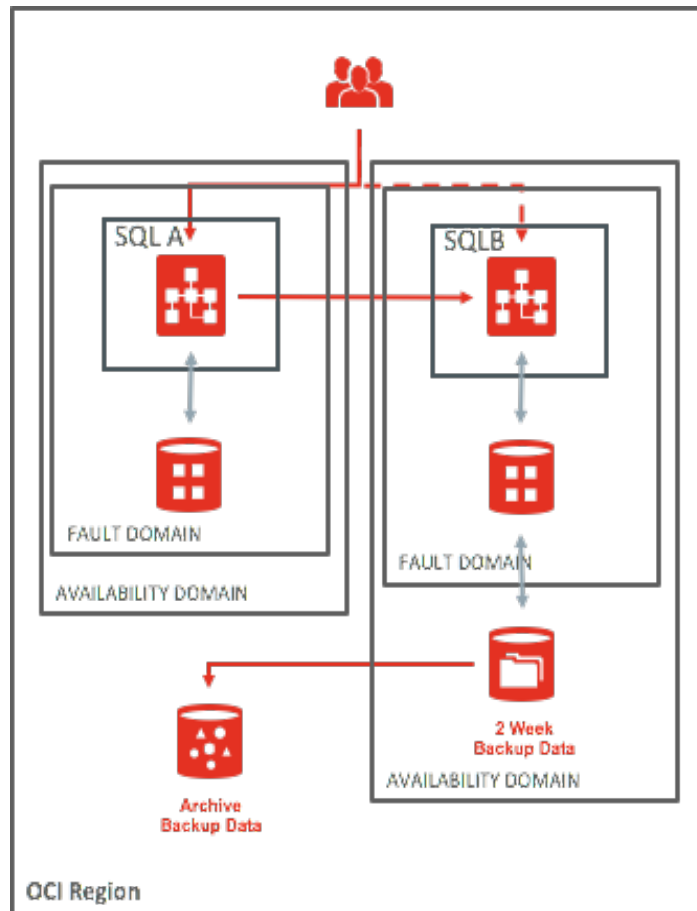 SQL A
SQLB
FAULT DOMAIN
AVAILABILITY DOMAIN
FAULT DOMAIN
2 Week
Backup Data
AVAILABILITY DOMAIN
Archive
Backup Data
OCI Region